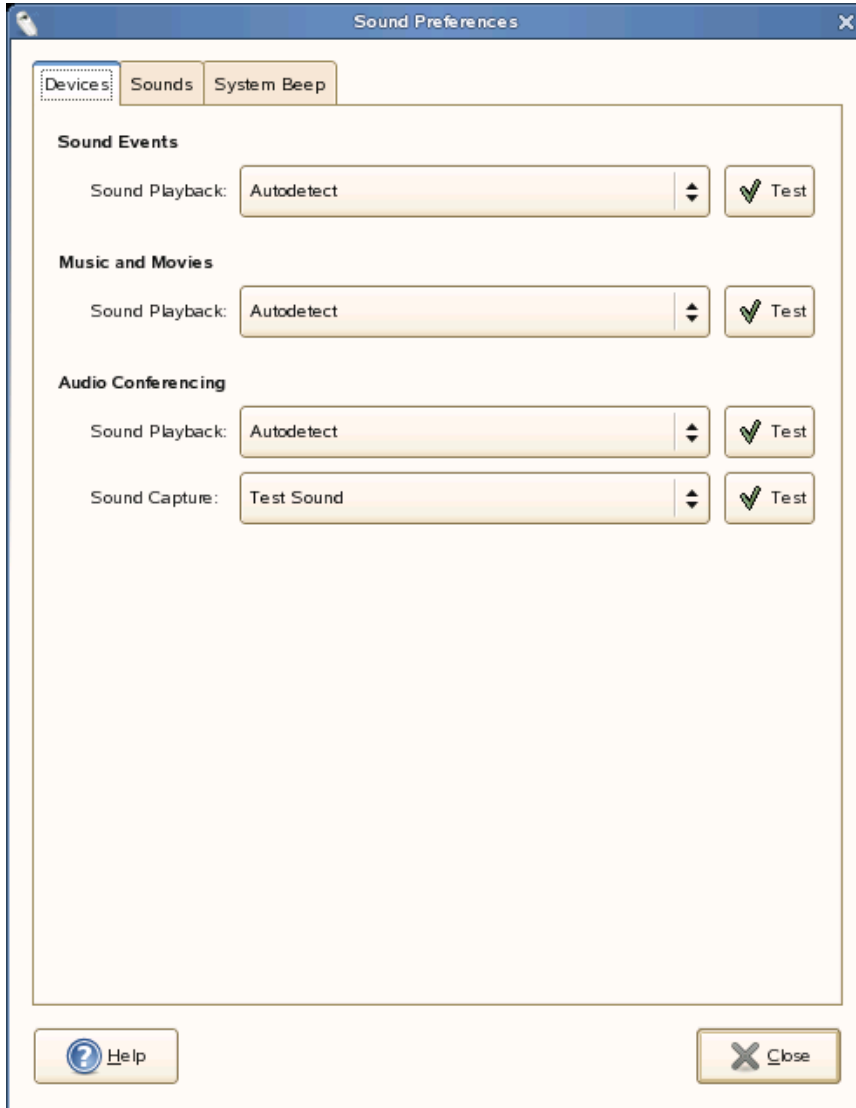 Sound Preferences
Devices Sounds System Beep
Sound Events
Sound Playback: Autodetect Test
Music and Movies
Sound Playback: Autodetect Test
Audio Conferencing
Sound Playback: Autodetect Test
Sound Capture: Test Sound Test
Help Close